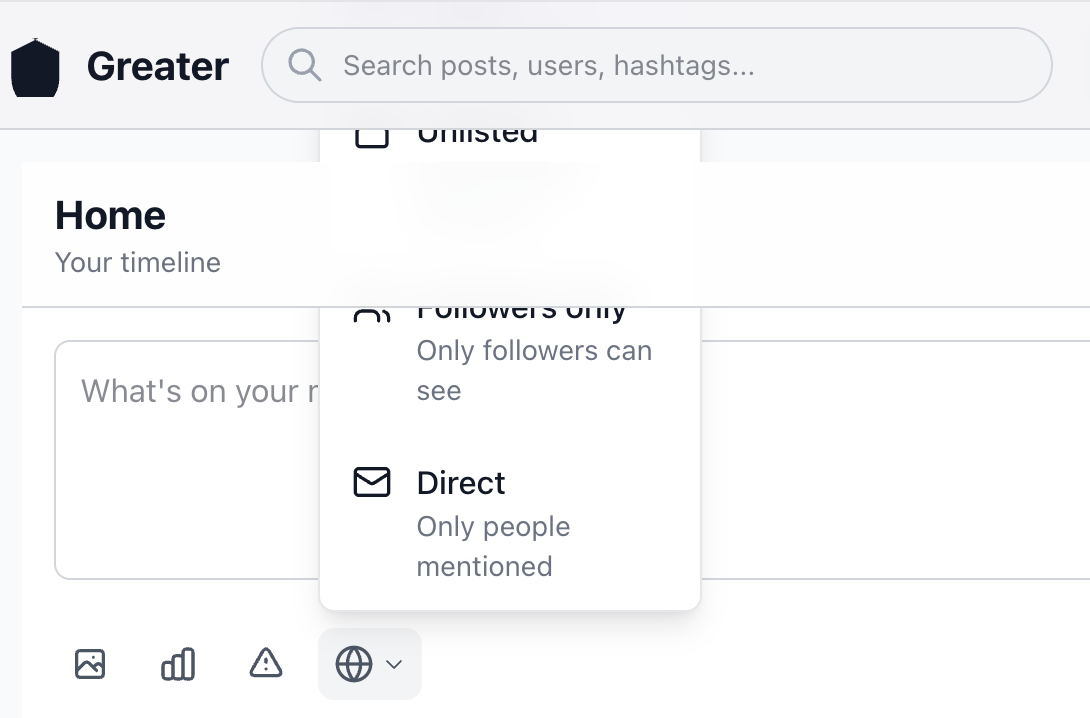 Greater
Search posts, users, hashtags...
Unlisted
Home
Your timeline
Followers only
Only followers can
see
What's on your
Direct
Only people
mentioned